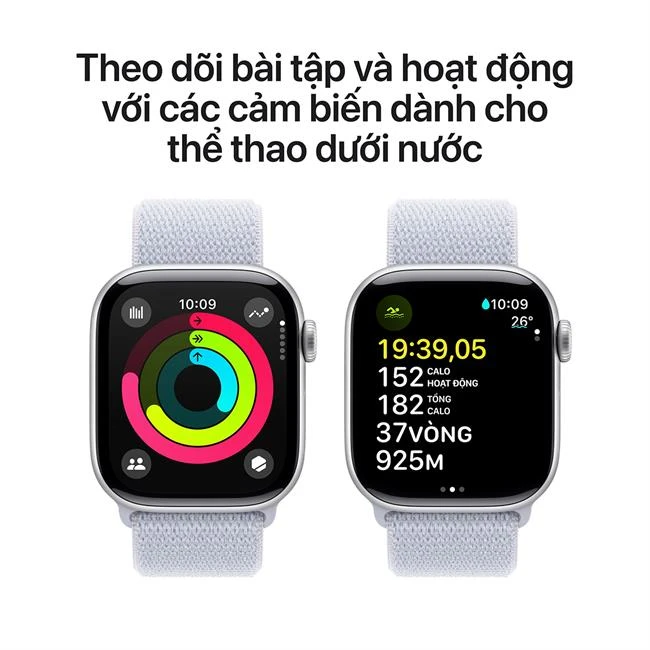 Theo dõi bài tập và hoạt động
với các cảm biến dành cho
thể thao dưới nước
10:09
10:09
26°
19:39,05
152 CALO HOẠT ĐỘNG
182 TỔNG CALO
37VÒNG
925M